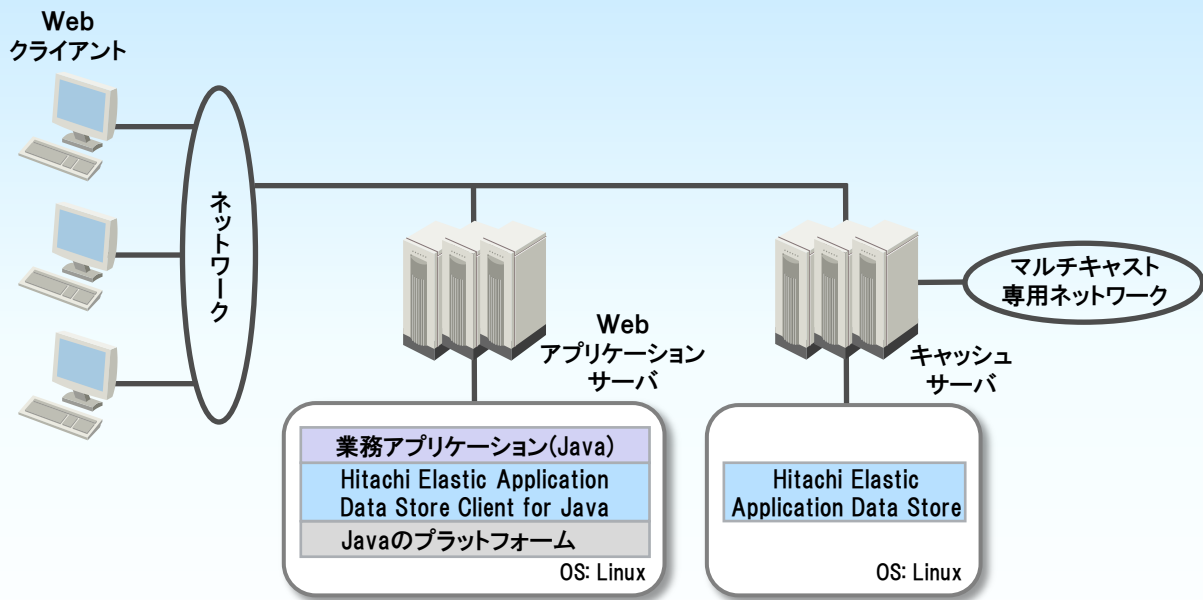 Web
クライアント
ネットワーク
Web
アプリケーション
サーバ
キャッシュ
サーバ
マルチキャスト
専用ネットワーク
業務アプリケーション(Java)
Hitachi Elastic Application
Data Store Client for Java
Javaのプラットフォーム
OS: Linux
Hitachi Elastic
Application Data Store
OS: Linux